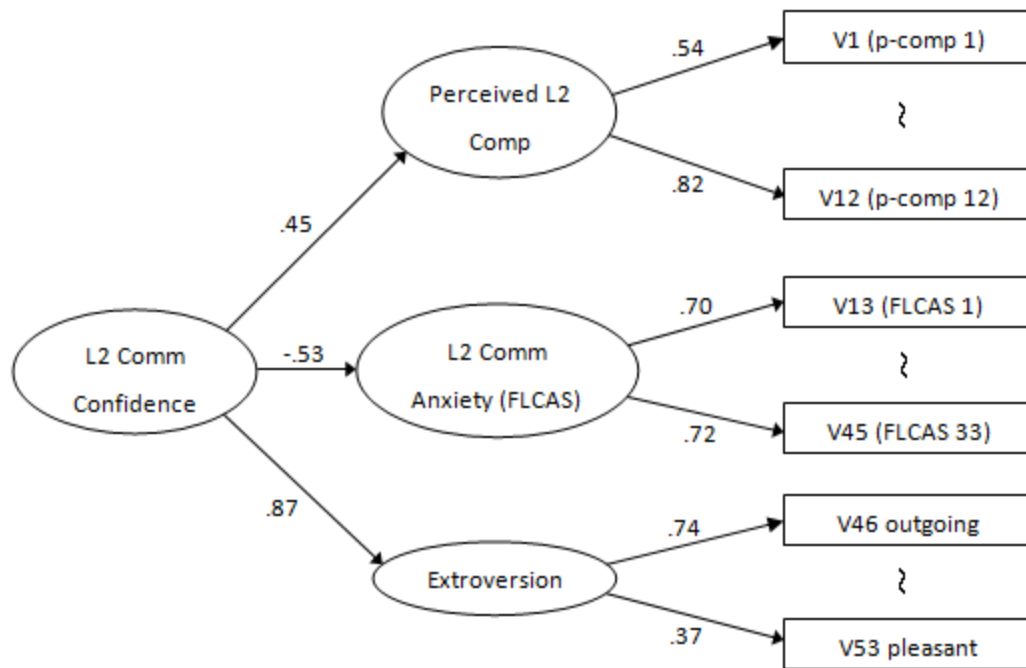 V1 (p-comp 1)
.54
Perceived L2
Comp
.82
V12 (p-comp 12)
.45
V13 (FLCAS 1)
.70
L2 Comm
Confidence
-.53
L2 Comm
Anxiety (FLCAS)
.72
V45 (FLCAS 33)
.87
V46 outgoing
.74
Extroversion
.37
V53 pleasant